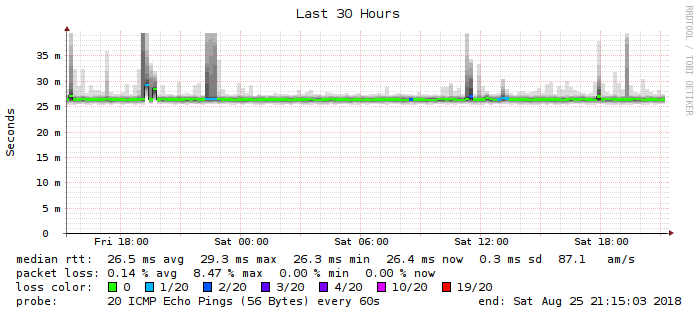 Last 30 Hours
RRDTOOL / TOBI OETIKER
Seconds
35 m
30 m
25 m
20 m
15 m
10 m
5 m
0
Fri 18:00 Sat 00:00 Sat 06:00 Sat 12:00 Sat 18:00
median rtt: 26.5 ms avg 29.3 ms max 26.3 ms min 26.4 ms now 0.3 ms sd 87.1 am/s
packet loss: 0.14 % avg 8.47 % max 0.00 % min 0.00 % now
loss color: 0 1/20 2/20 3/20 4/20 10/20 19/20
probe: 20 ICMP Echo Pings (56 Bytes) every 60s end: Sat Aug 25 21:15:03 2018